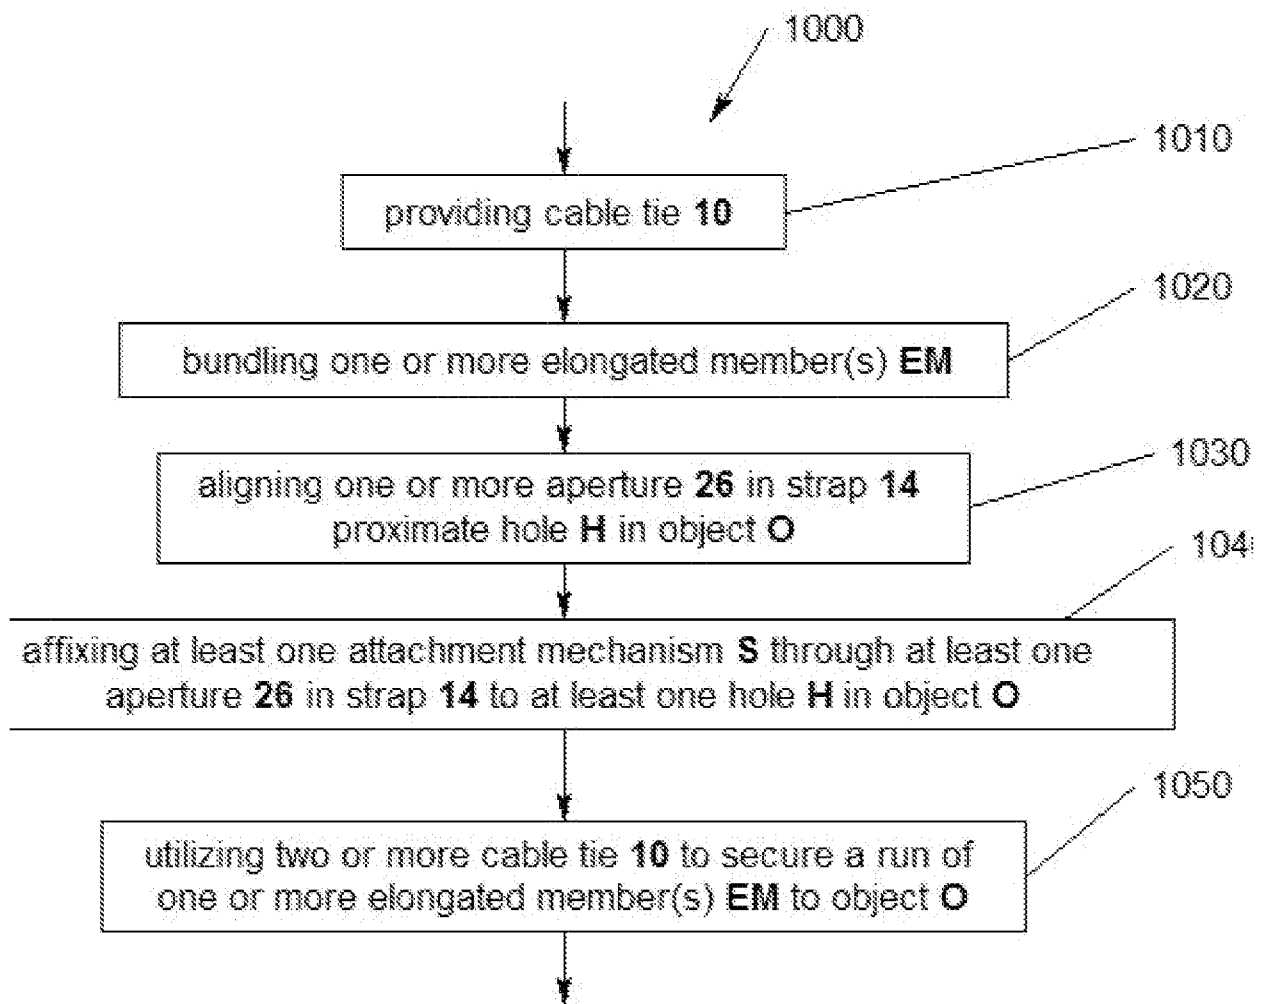 1000
1010
providing cable tie 10
1020
bundling one or more elongated member(s) EM
1030
aligning one or more aperture 26 in strap 14
proximate hole H in object O
affixing at least one attachment mechanism S through at least one
aperture 26 in strap 14 to at least one hole H in object O
1050
utilizing two or more cable tie 10 to secure a run of
one or more elongated member(s) EM to object O